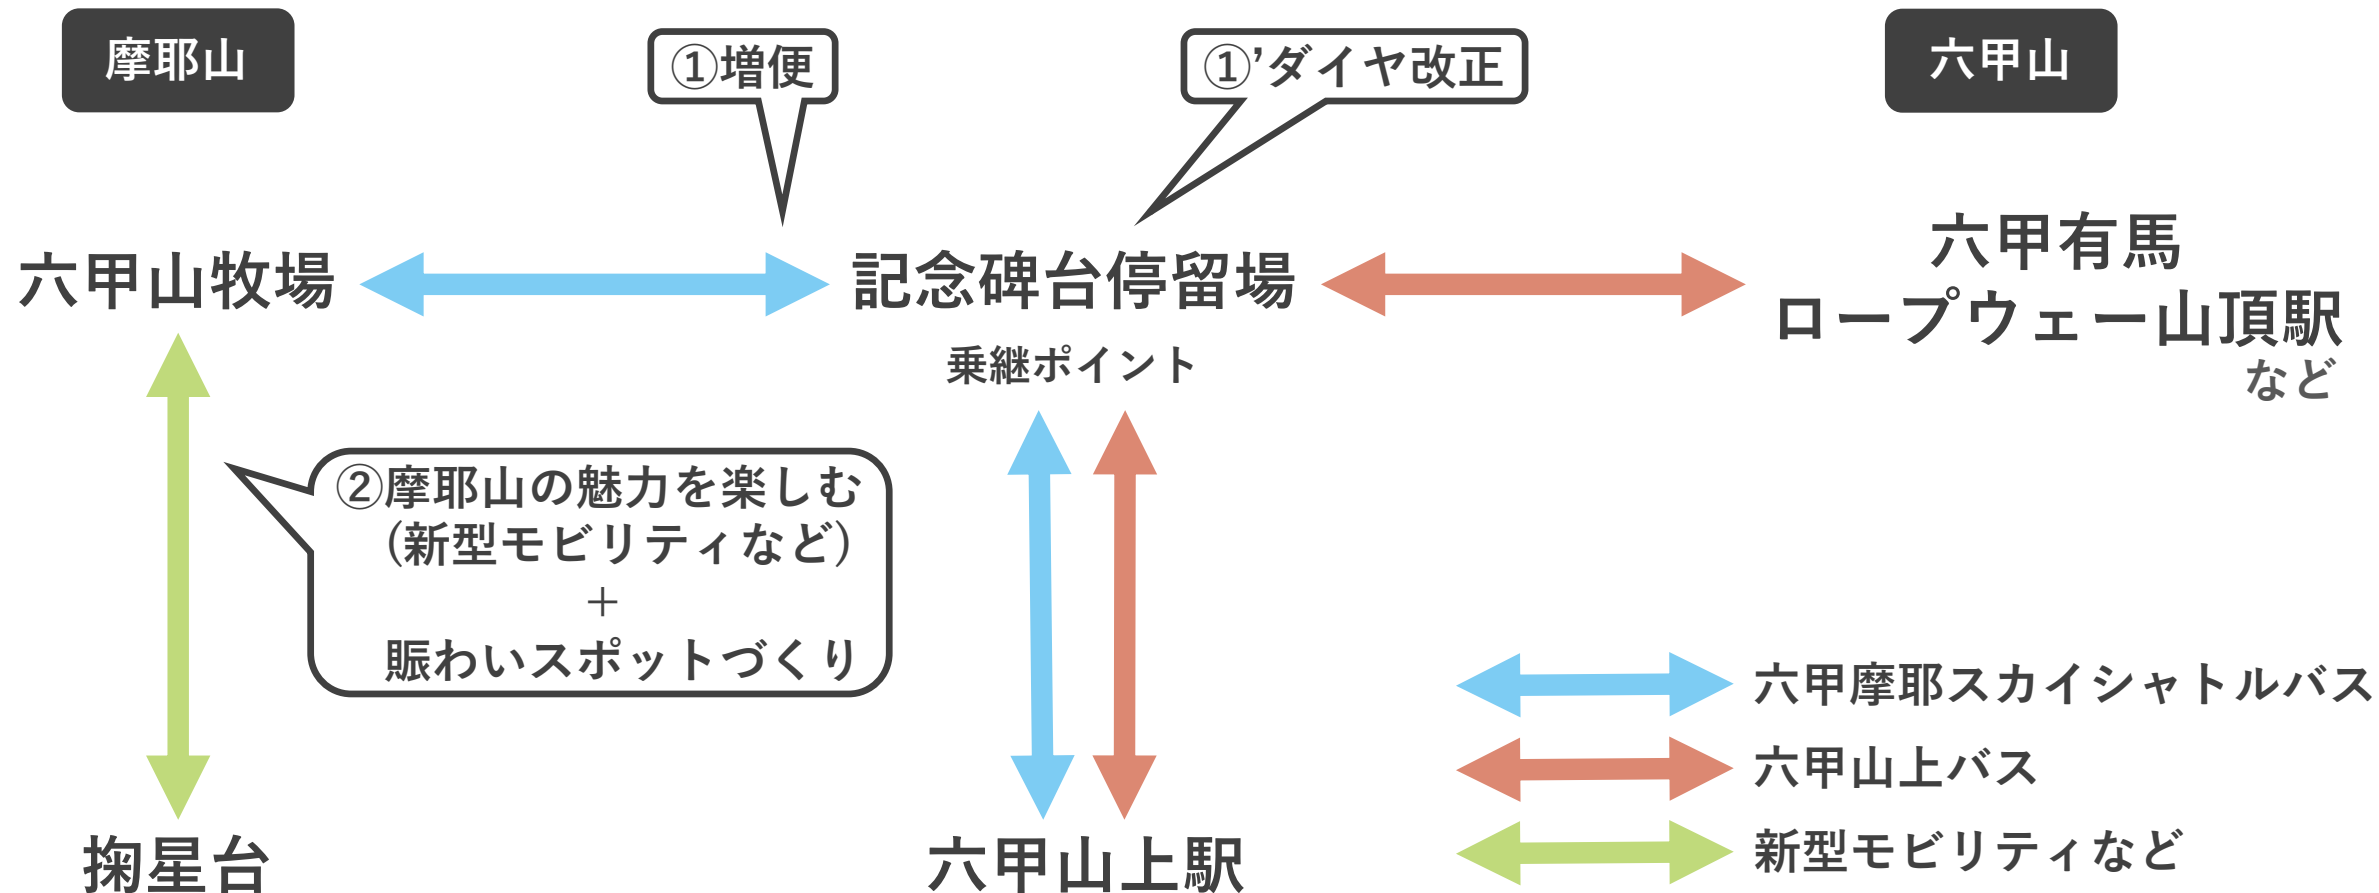 摩耶山
①増便
①’ダイヤ改正
六甲山
六甲山牧場
記念碑台停留場
乗継ポイント
六甲有馬
ロープウェー山頂駅
など
②摩耶山の魅力を楽しむ
(新型モビリティなど)
+
賑わいスポットづくり
掬星台
六甲山上駅
六甲摩耶スカイシャトルバス
六甲山上バス
新型モビリティなど